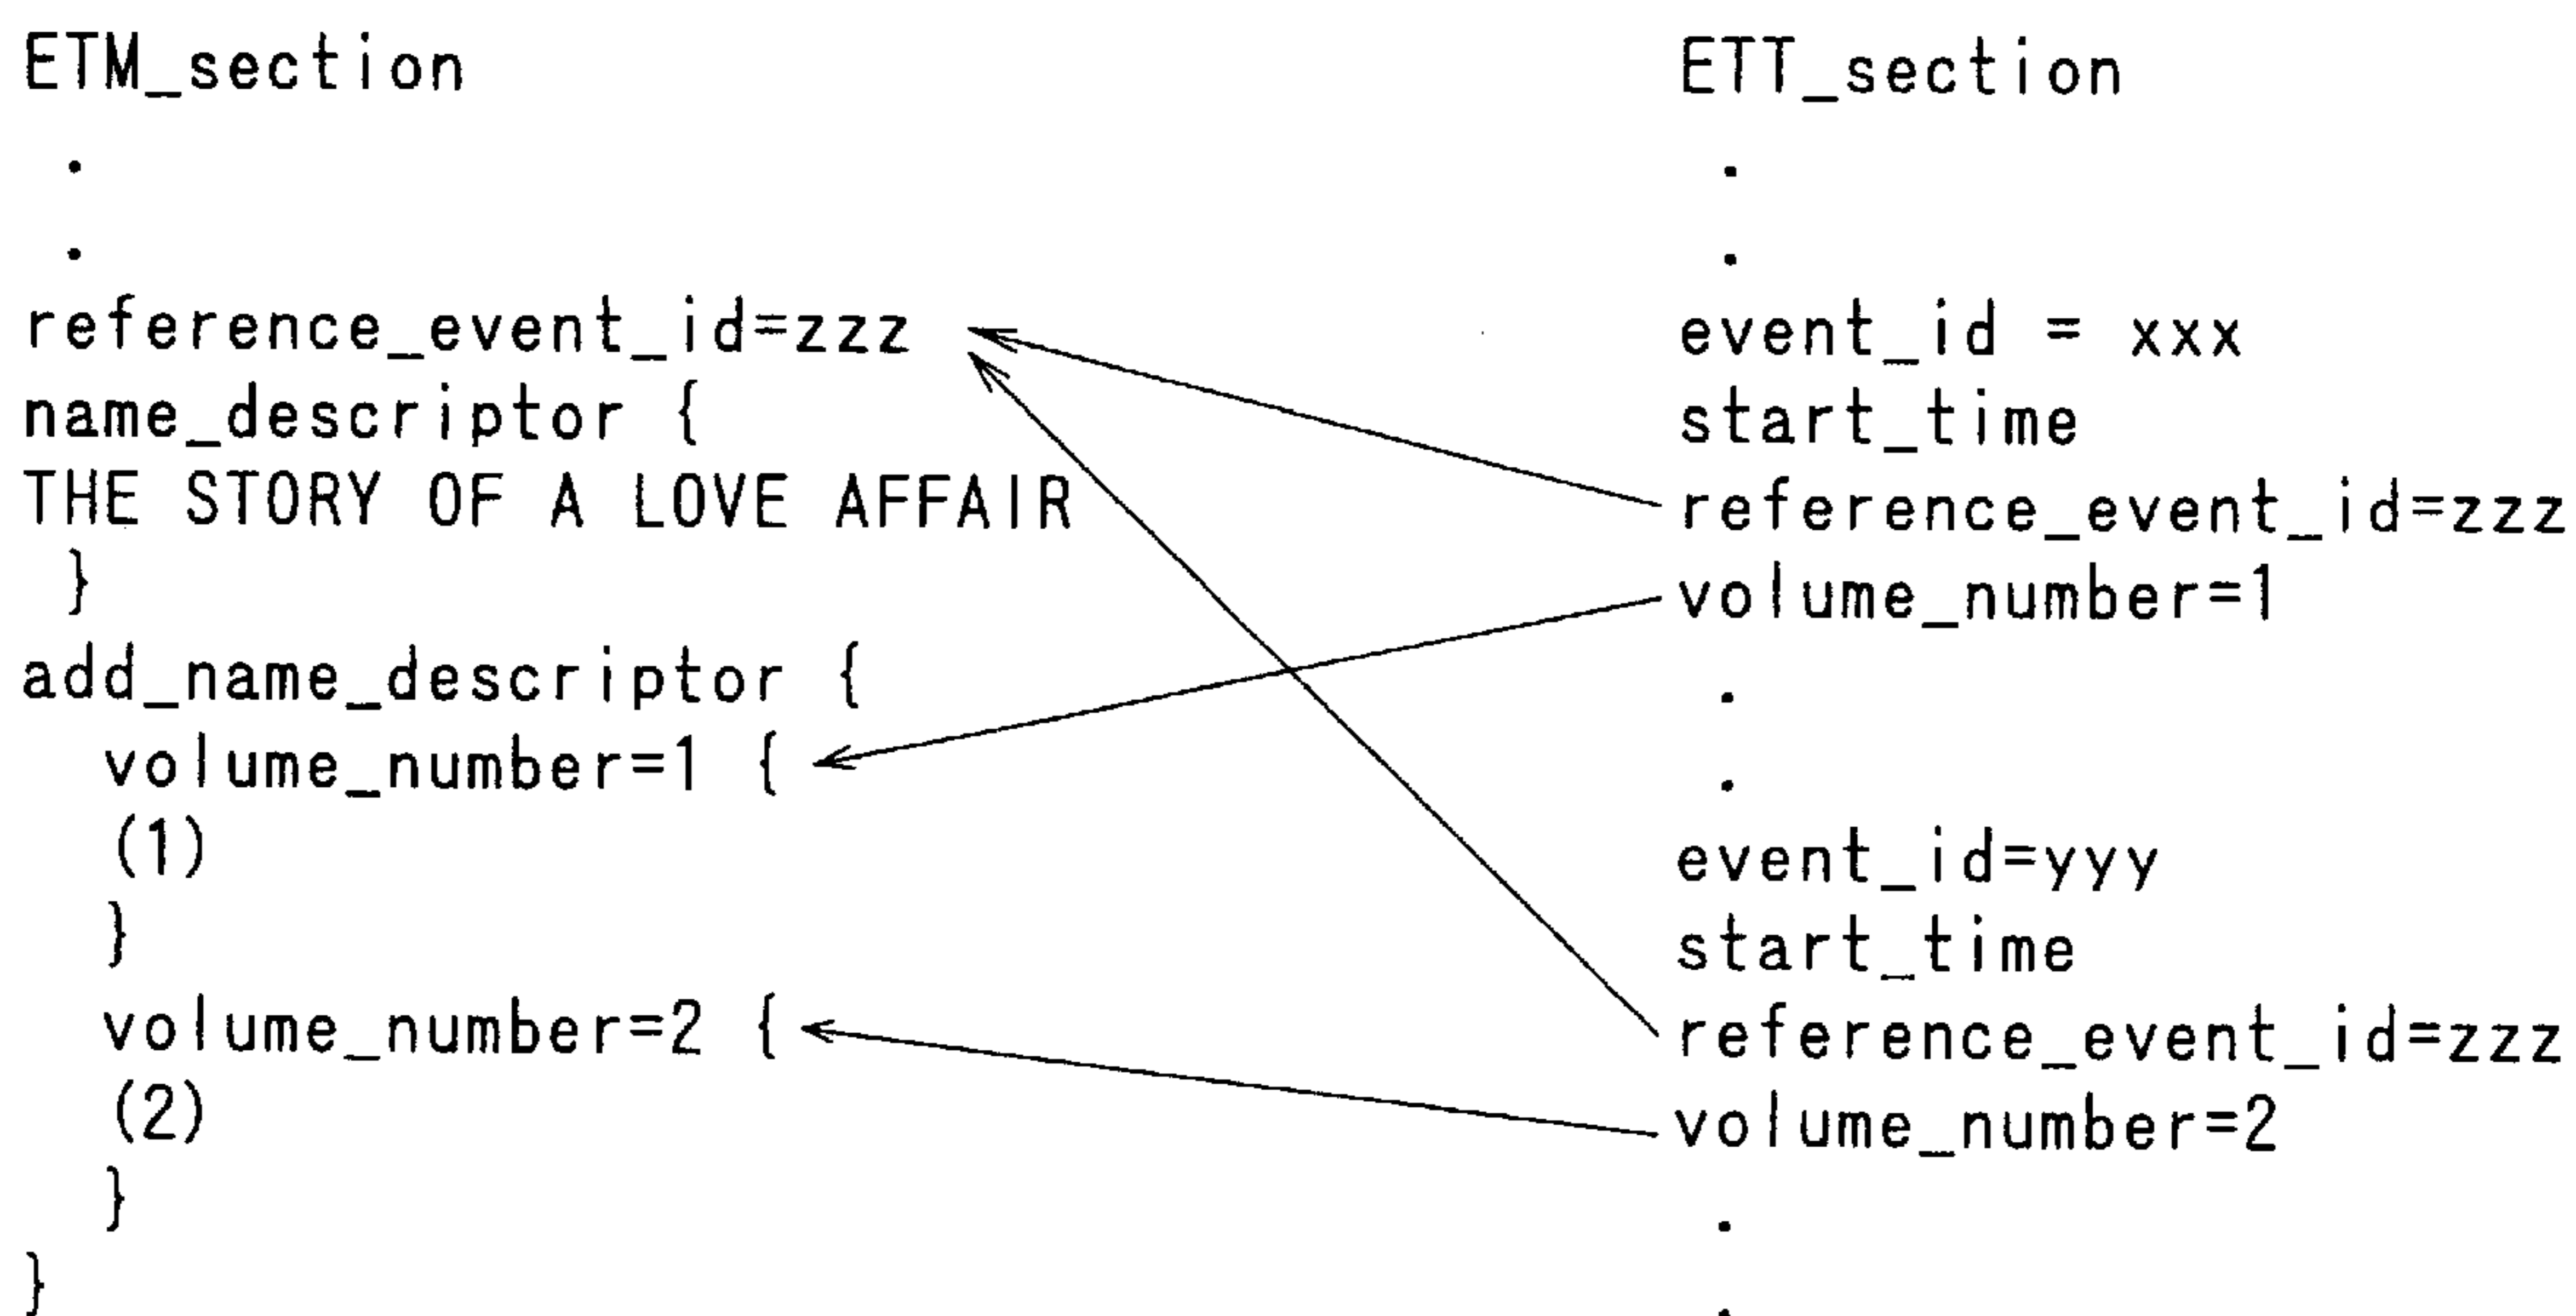 ETM_section
.
.
reference_event_id=zzz
name_descriptor {
THE STORY OF A LOVE AFFAIR
}
add_name_descriptor {
volume_number=1 {
(1)
}
volume_number=2 {
(2)
}
}
ETT_section
.
.
event_id = xxx
start_time
reference_event_id=zzz
volume_number=1
.
.
event_id=yyy
start_time
reference_event_id=zzz
volume_number=2
.
.